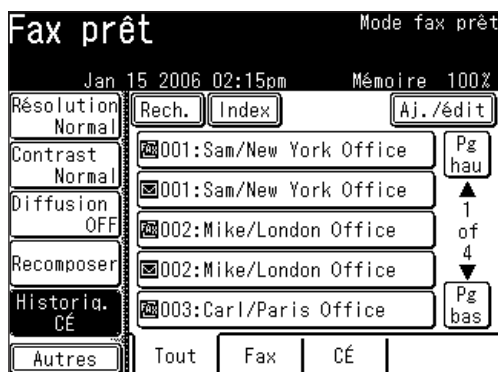 Fax prêt
Mode fax prêt
Jan 15 2006 02:15pm Mémoire 100%
Résolution
Normal
Contrast
Normal
Diffusion
OFF
Recomposer
Historiq.
CÉ
Autres
Rech. Index Aj./édit
FAX 001:Sam/New York Office
001:Sam/New York Office
FAX 002:Mike/London Office
002:Mike/London Office
FAX 003:Carl/Paris Office
Pg
hau
1
of
4
Pg
bas
Tout Fax CÉ